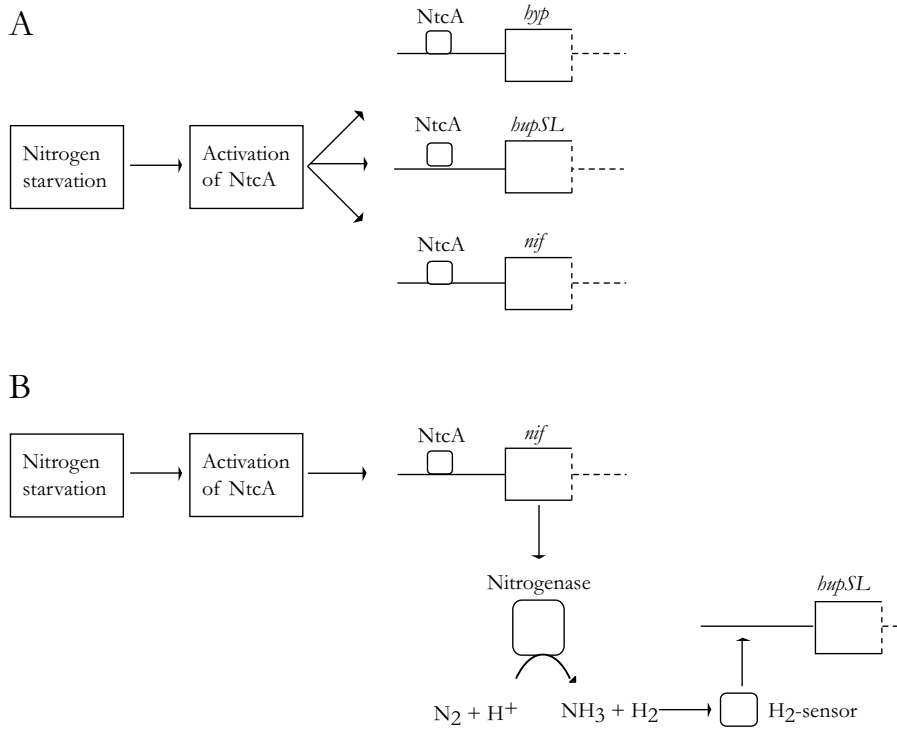 A
NtcA
hyp
NtcA
hupSL
Nitrogen
starvation
Activation
of NtcA
NtcA
nif
B
NtcA
nif
Nitrogen
starvation
Activation
of NtcA
Nitrogenase
hupSL
N₂ + H⁺
NH₃ + H₂
H₂-sensor